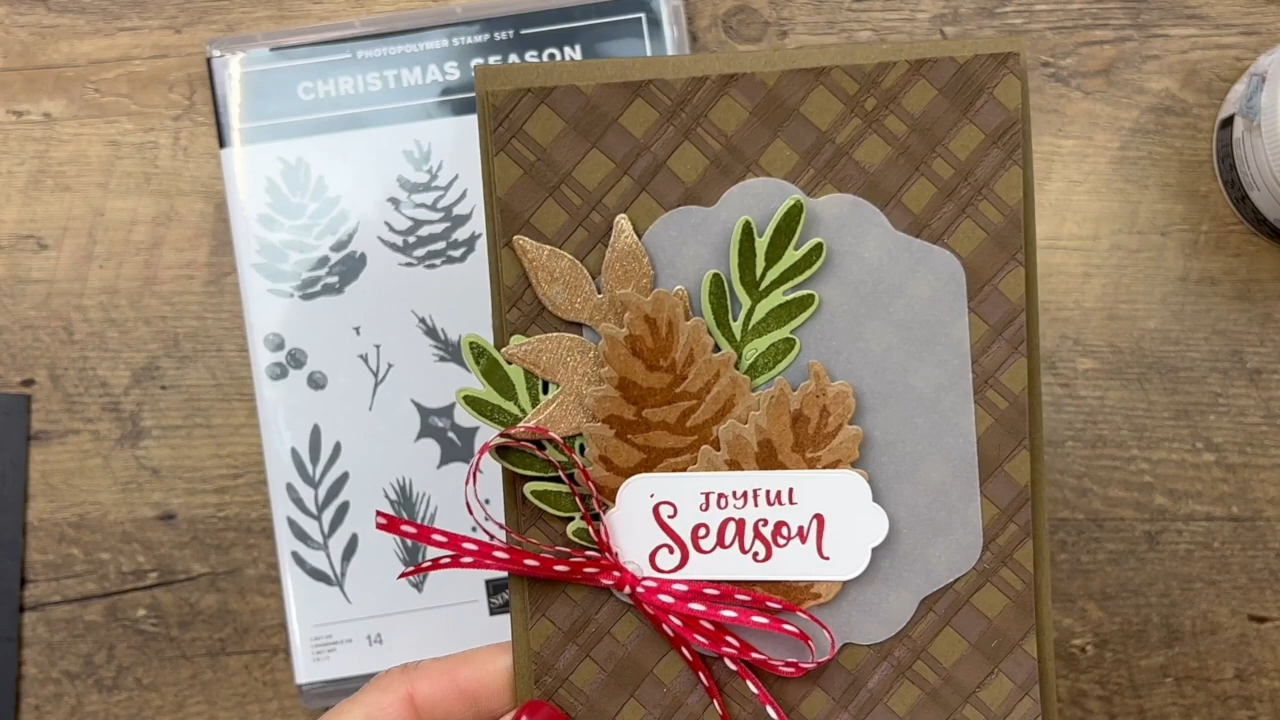 PHOTOPOLYMER STAMP SET
CHRISTMAS SEASON
14
JOYFUL
Season